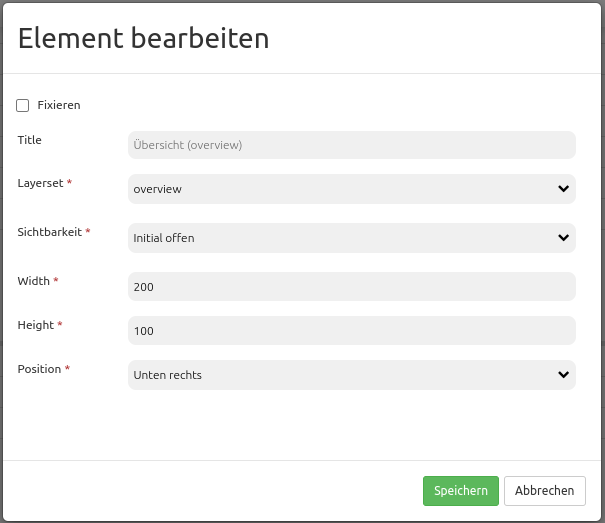 Element bearbeiten
Fixieren
Title Übersicht (overview)
Layerset * overview
Sichtbarkeit * Initial offen
Width * 200
Height * 100
Position * Unten rechts
Speichern Abbrechen